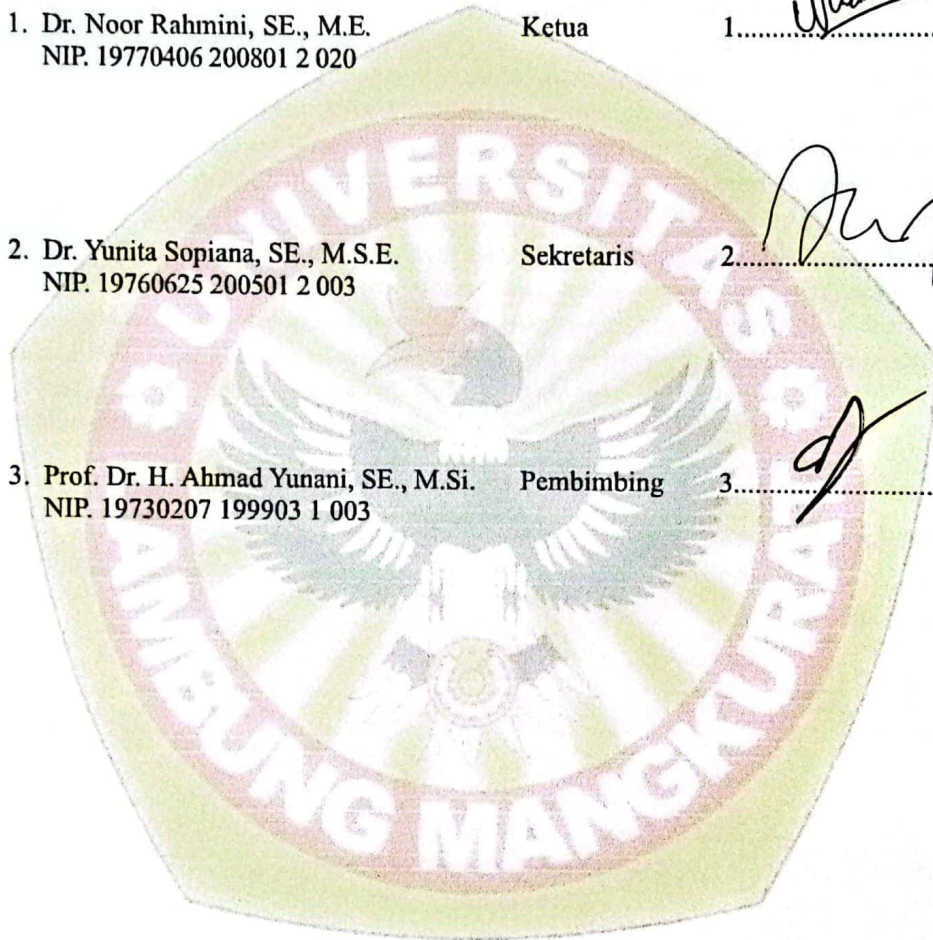 1. Dr. Noor Rahmini, SE., M.E. Ketua 1..........................
NIP. 19770406 200801 2 020
2. Dr. Yunita Sopiana, SE., M.S.E. Sekretaris 2..........................
NIP. 19760625 200501 2 003
3. Prof. Dr. H. Ahmad Yunani, SE., M.Si. Pembimbing 3..........................
NIP. 19730207 199903 1 003
UNIVERSITAS
LAMBUNG MANGKURAT